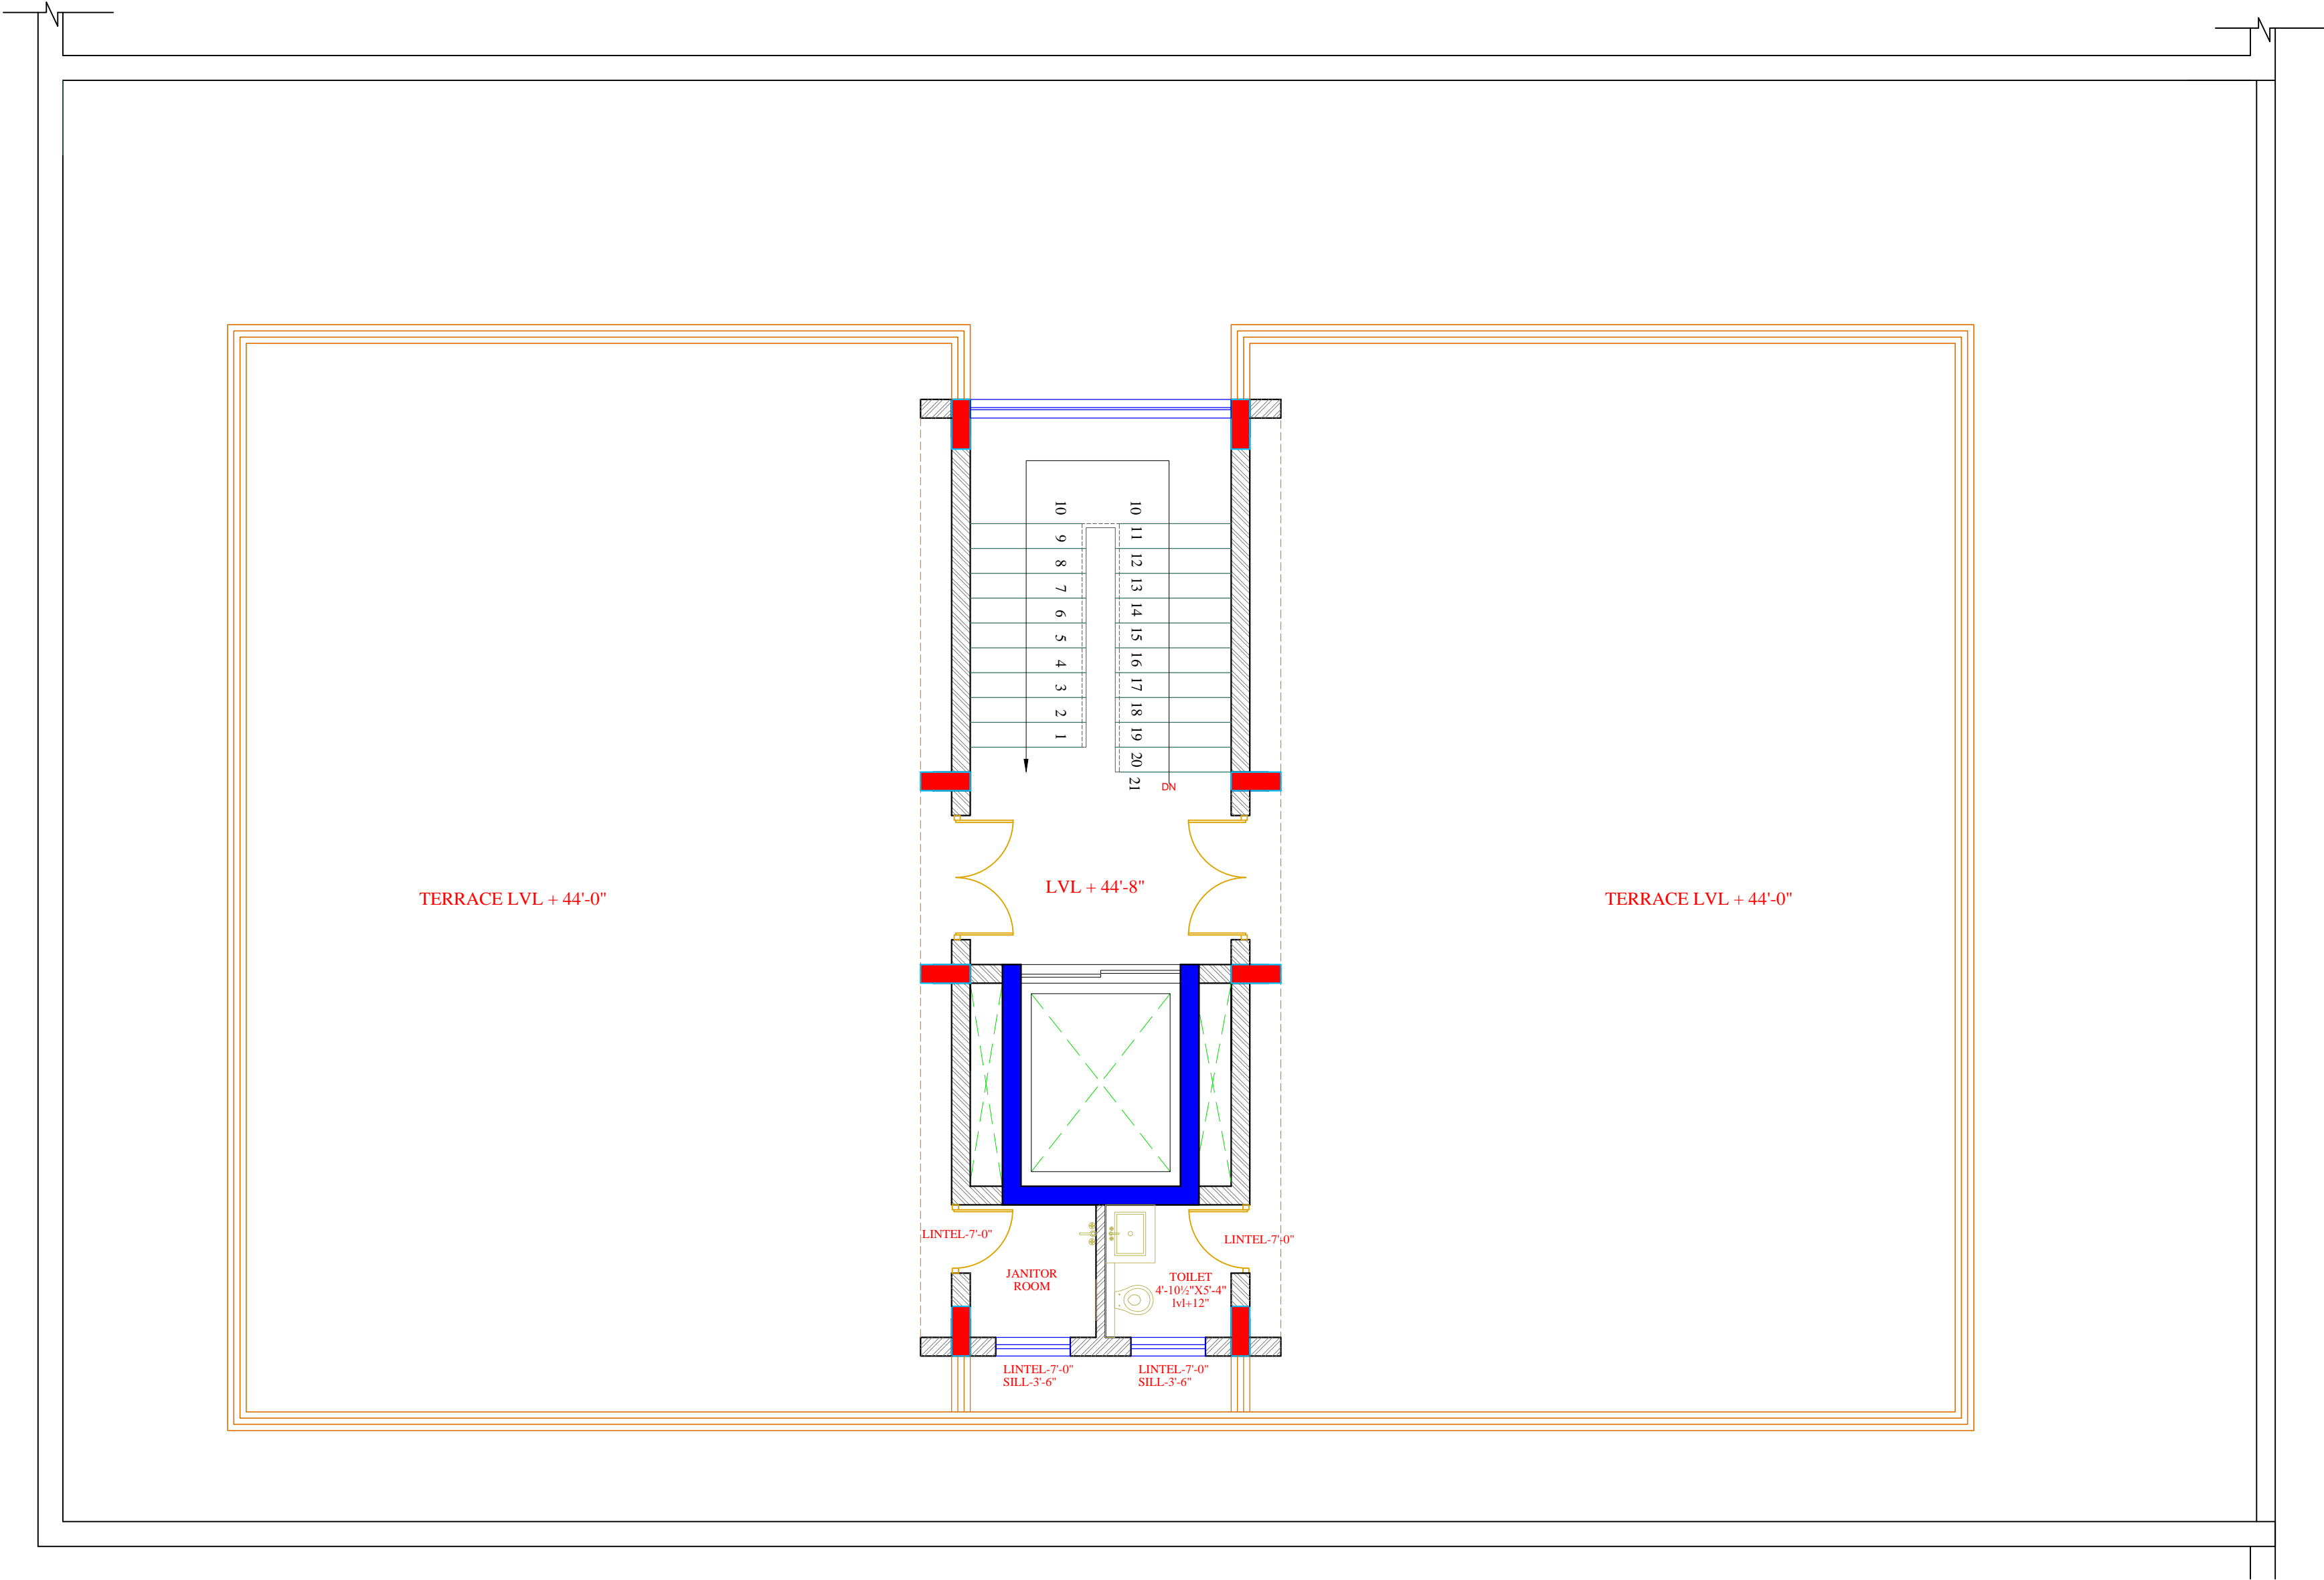 10 10
9 11
8 12
7 13
6 14
5 15
4 16
3 17
2 18
1 19
20
21
DN
TERRACE LVL + 44'-0"
LVL + 44'-8"
TERRACE LVL + 44'-0"
LINTEL-7'-0"
LINTEL-7'-0"
JANITOR
ROOM
TOILET
4'-10½"X5'-4"
lvl+12"
LINTEL-7'-0"
SILL-3'-6"
LINTEL-7'-0"
SILL-3'-6"